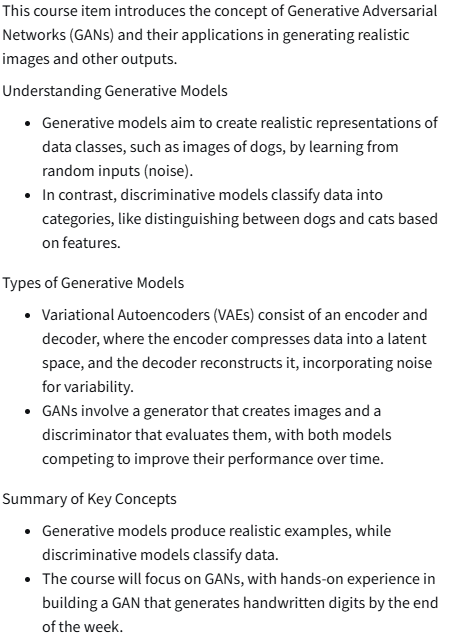 This course item introduces the concept of Generative Adversarial
Networks (GANs) and their applications in generating realistic
images and other outputs.
Understanding Generative Models
• Generative models aim to create realistic representations of
data classes, such as images of dogs, by learning from
random inputs (noise).
• In contrast, discriminative models classify data into
categories, like distinguishing between dogs and cats based
on features.
Types of Generative Models
• Variational Autoencoders (VAEs) consist of an encoder and
decoder, where the encoder compresses data into a latent
space, and the decoder reconstructs it, incorporating noise
for variability.
• GANs involve a generator that creates images and a
discriminator that evaluates them, with both models
competing to improve their performance over time.
Summary of Key Concepts
• Generative models produce realistic examples, while
discriminative models classify data.
• The course will focus on GANs, with hands-on experience in
building a GAN that generates handwritten digits by the end
of the week.